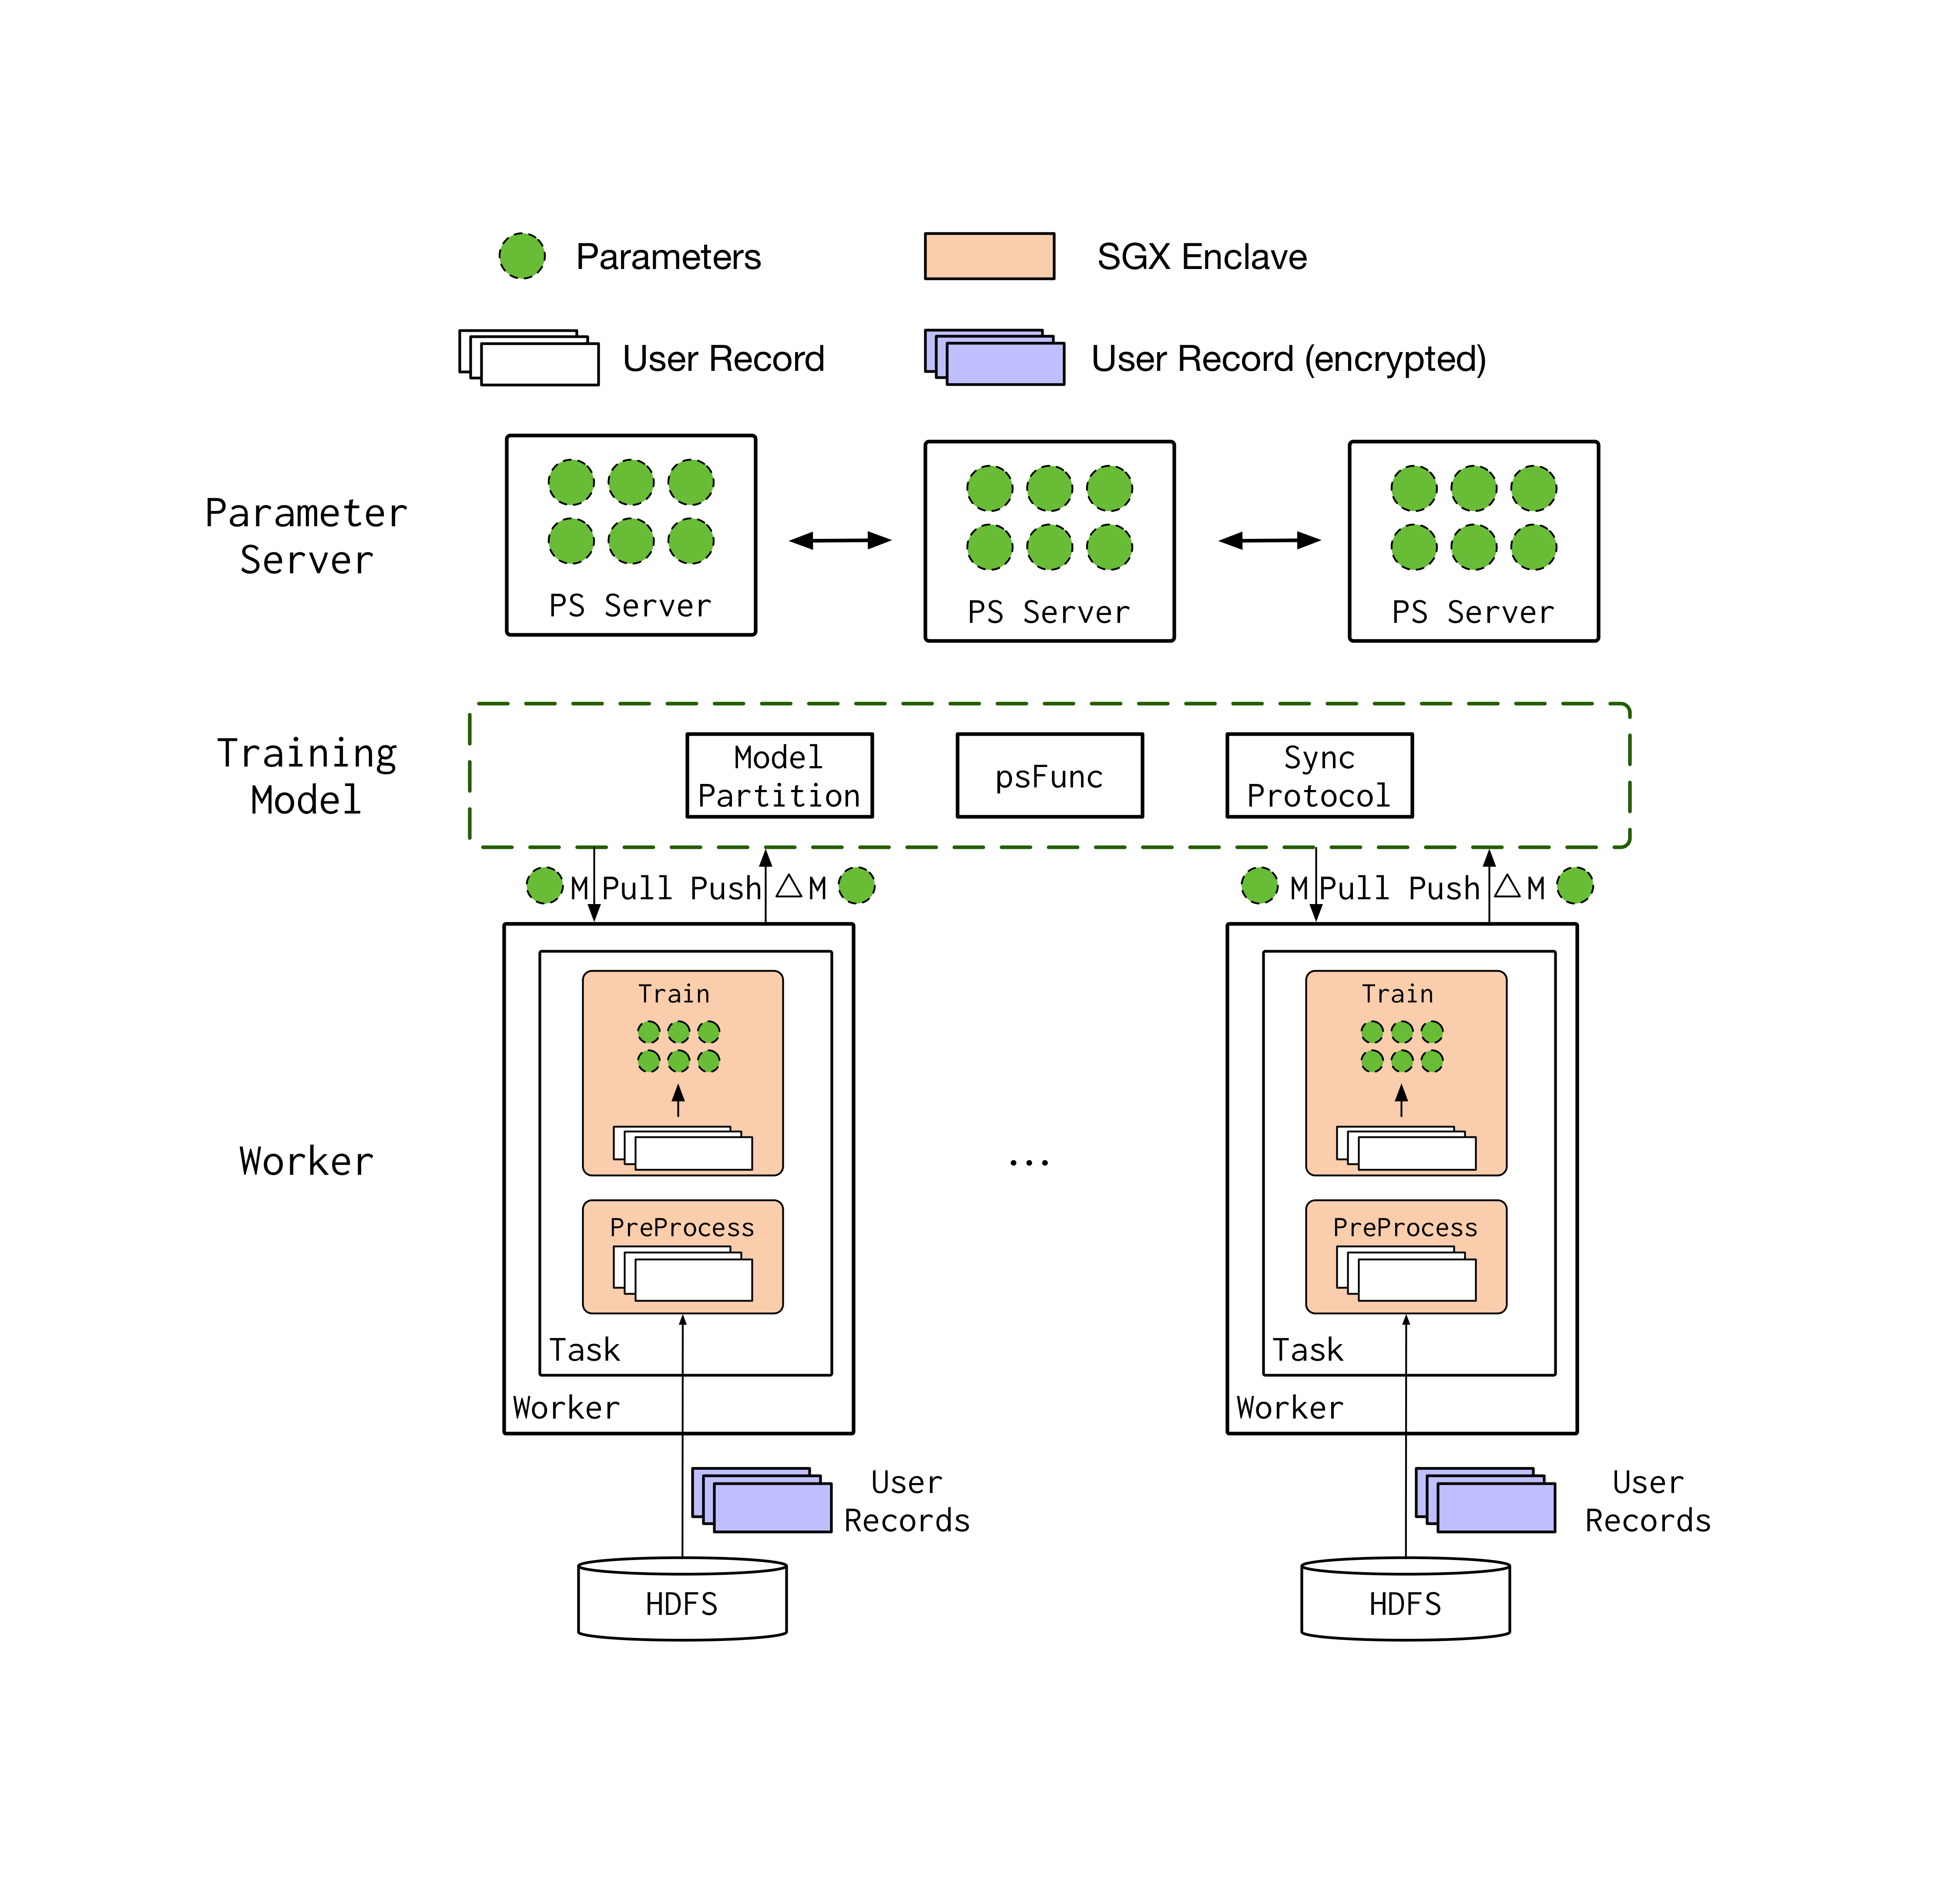 Parameters
SGX Enclave
User Record
User Record (encrypted)
Parameter
Server
PS Server
PS Server
PS Server
Training
Model
Model
Partition
psFunc
Sync
Protocol
M Pull Push △M
M Pull Push △M
Worker
Train
PreProcess
Task
Worker
...
Train
PreProcess
Task
Worker
User
Records
User
Records
HDFS
HDFS